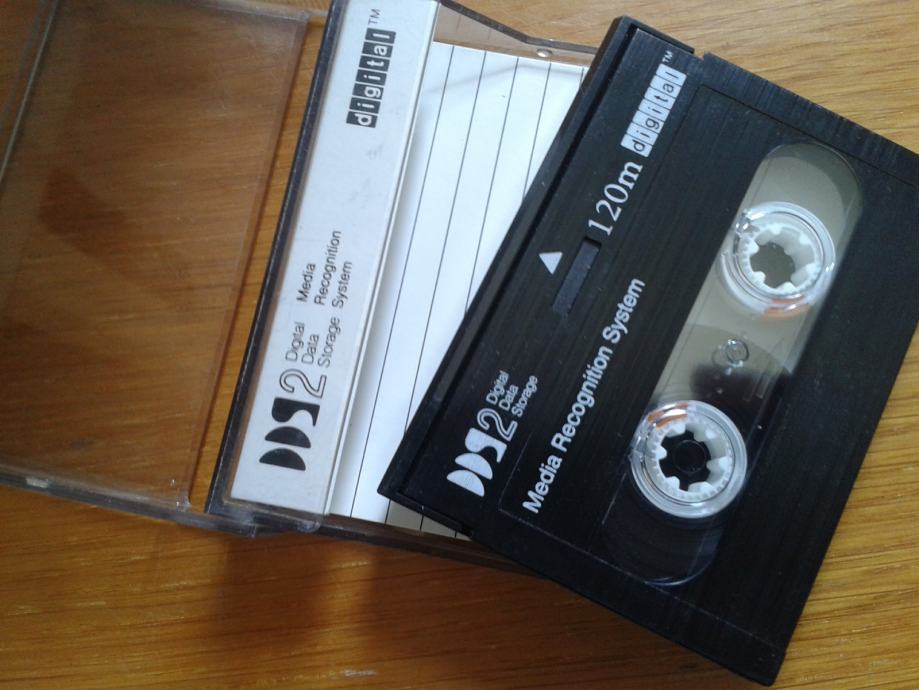 DDS2 Digital
Data
Storage
Media
Recognition
System
digital™
DDS2 Digital
Data
Storage
120m
digital™
Media Recognition System